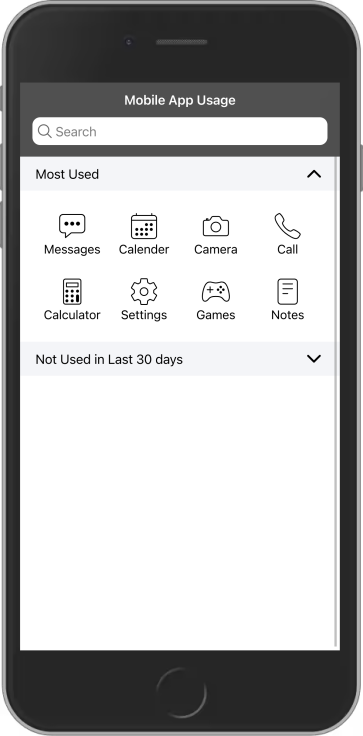 Mobile App Usage
Search
Most Used
Messages Calender Camera Call
Calculator Settings Games Notes
Not Used in Last 30 days